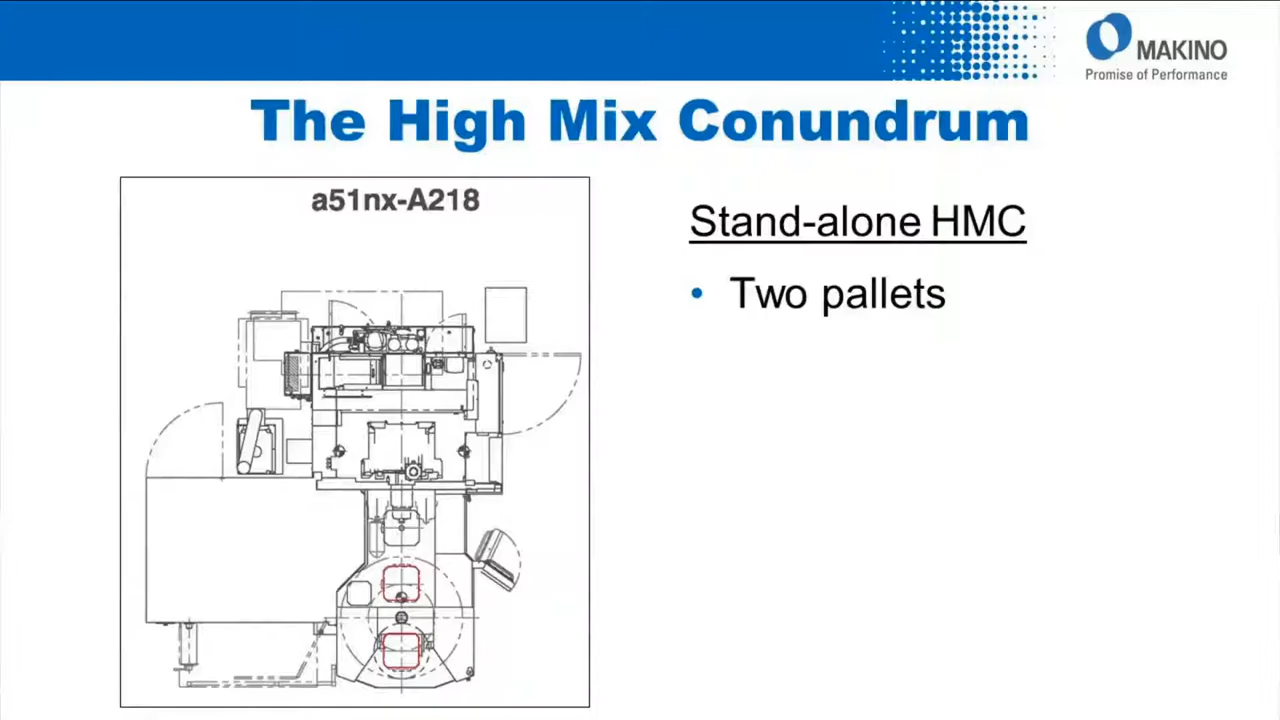 MAKINO
Promise of Performance
The High Mix Conundrum
a51nx-A218
Stand-alone HMC
• Two pallets